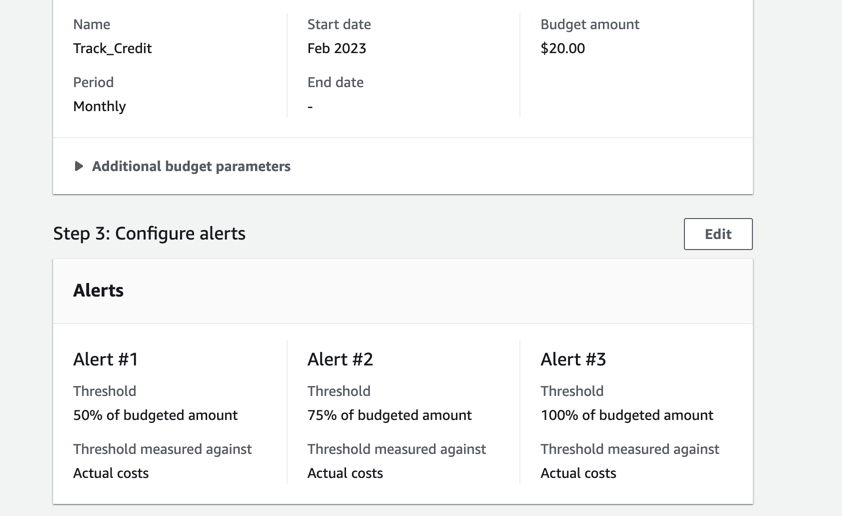 Name
Track_Credit
Start date
Feb 2023
Budget amount
$20.00
Period
Monthly
End date
-
Additional budget parameters
Step 3: Configure alerts
Edit
Alerts
Alert #1
Threshold
50% of budgeted amount
Threshold measured against
Actual costs
Alert #2
Threshold
75% of budgeted amount
Threshold measured against
Actual costs
Alert #3
Threshold
100% of budgeted amount
Threshold measured against
Actual costs